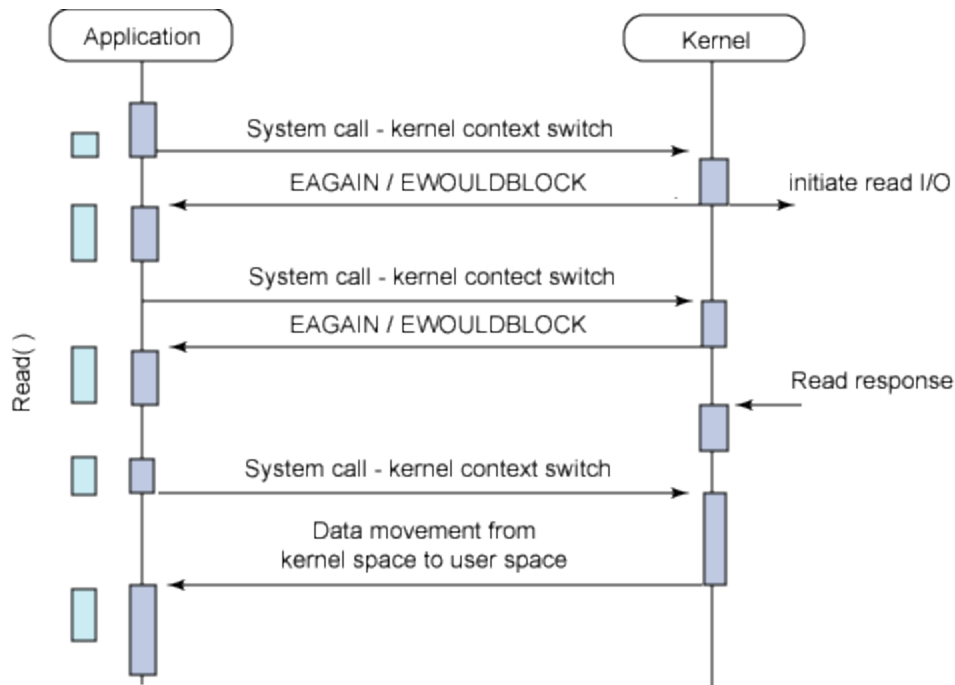 Application
Kernel
System call - kernel context switch
EAGAIN / EWOULDBLOCK
initiate read I/O
System call - kernel contect switch
EAGAIN / EWOULDBLOCK
Read( )
Read response
System call - kernel context switch
Data movement from
kernel space to user space